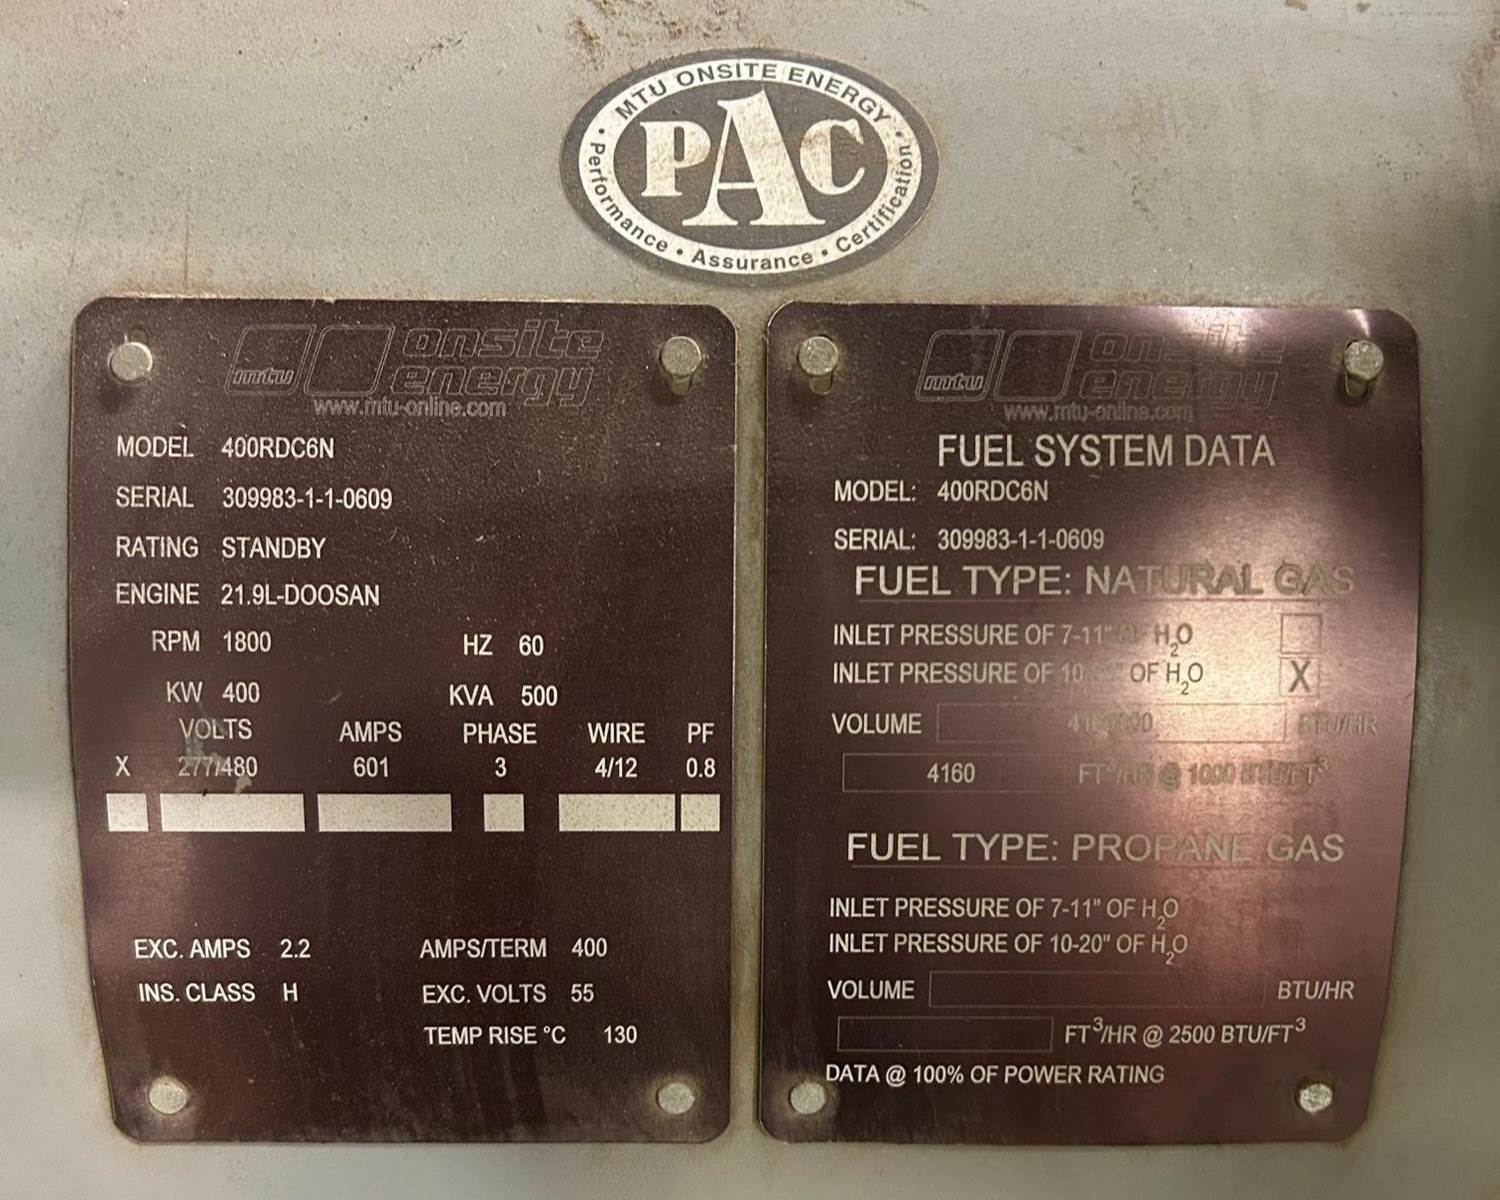 MTU ONSITE ENERGY
PAC
Performance • Assurance • Certification
mtu onsite energy
www.mtu-online.com
MODEL 400RDC6N
SERIAL 309983-1-1-0609
RATING STANDBY
ENGINE 21.9L-DOOSAN
RPM 1800 HZ 60
KW 400 KVA 500
VOLTS AMPS PHASE WIRE PF
X 277/480 601 3 4/12 0.8
EXC. AMPS 2.2 AMPS/TERM 400
INS. CLASS H EXC. VOLTS 55
TEMP RISE °C 130
mtu onsite energy
www.mtu-online.com
FUEL SYSTEM DATA
MODEL: 400RDC6N
SERIAL: 309983-1-1-0609
FUEL TYPE: NATURAL GAS
INLET PRESSURE OF 7-11" OF H₂O
INLET PRESSURE OF OF H₂O X
VOLUME BTU/HR
4160 FT³/HR @ 1000 BTU/FT³
FUEL TYPE: PROPANE GAS
INLET PRESSURE OF 7-11" OF H₂O
INLET PRESSURE OF 10-20" OF H₂O
VOLUME BTU/HR
FT³/HR @ 2500 BTU/FT³
DATA @ 100% OF POWER RATING